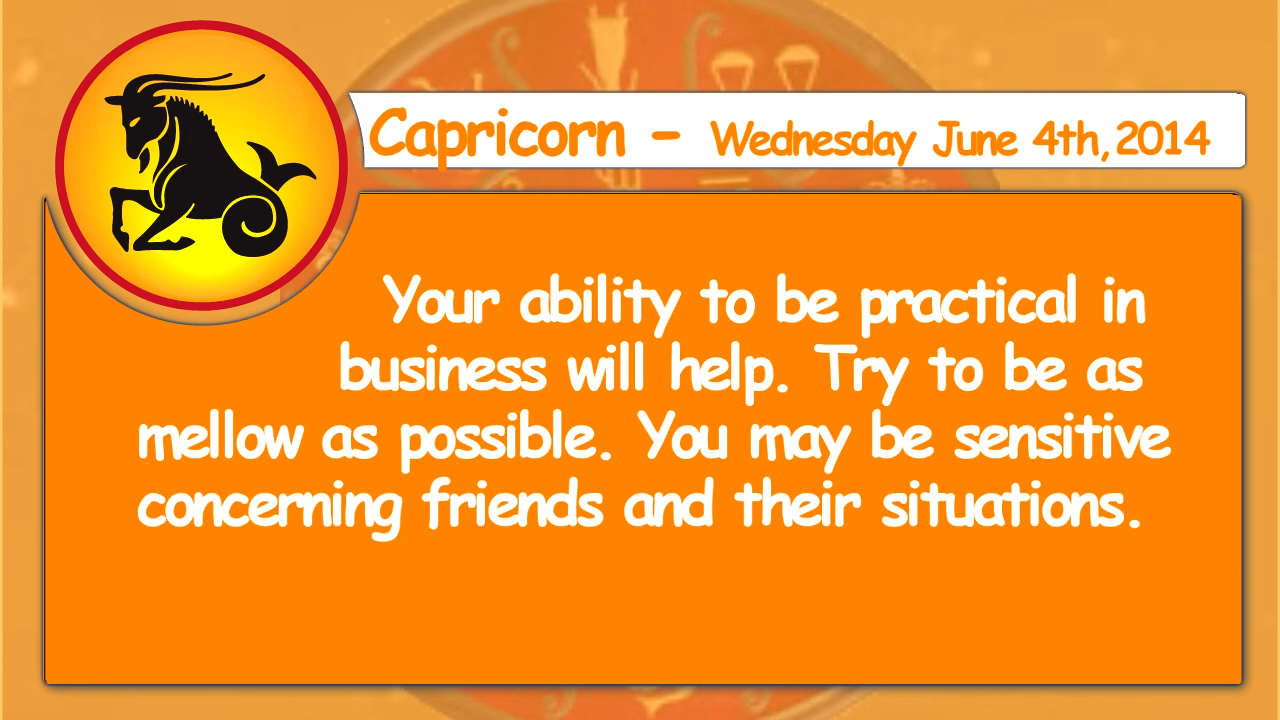 Capricorn - Wednesday June 4th, 2014
Your ability to be practical in
business will help. Try to be as
mellow as possible. You may be sensitive
concerning friends and their situations.